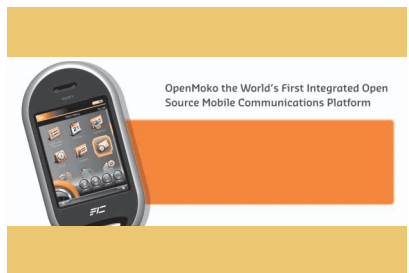 OpenMoko the World's First Integrated Open
Source Mobile Communications Platform
FIC